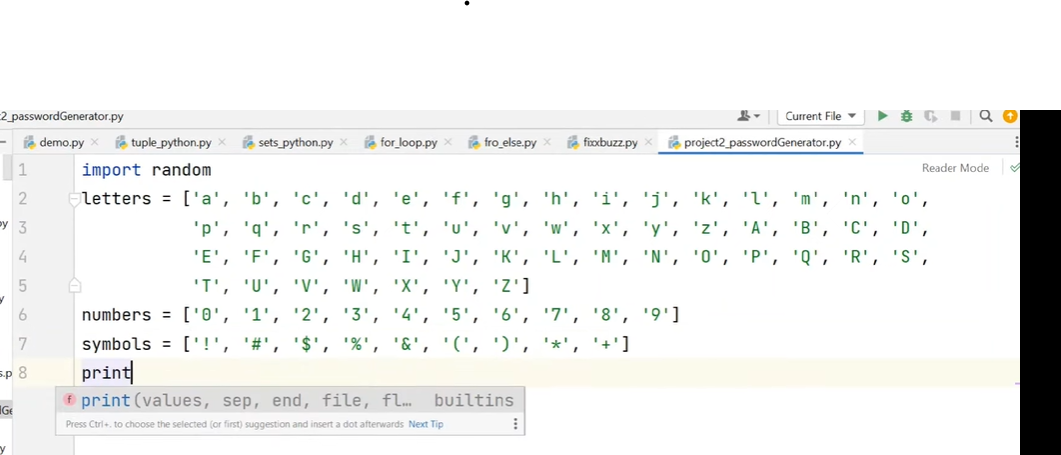 2_passwordGenerator.py
Current File
demo.py tuple_python.py sets_python.py for_loop.py fro_else.py fixxbuzz.py project2_passwordGenerator.py
Reader Mode
1 import random
2 letters = ['a', 'b', 'c', 'd', 'e', 'f', 'g', 'h', 'i', 'j', 'k', 'l', 'm', 'n', 'o',
3 'p', 'q', 'r', 's', 't', 'u', 'v', 'w', 'x', 'y', 'z', 'A', 'B', 'C', 'D',
4 'E', 'F', 'G', 'H', 'I', 'J', 'K', 'L', 'M', 'N', 'O', 'P', 'Q', 'R', 'S',
5 'T', 'U', 'V', 'W', 'X', 'Y', 'Z']
6 numbers = ['0', '1', '2', '3', '4', '5', '6', '7', '8', '9']
7 symbols = ['!', '#', '$', '%', '&', '(', ')', '*', '+']
8 print
print(values, sep, end, file, fl… builtins
Press Ctrl+. to choose the selected (or first) suggestion and insert a dot afterwards Next Tip